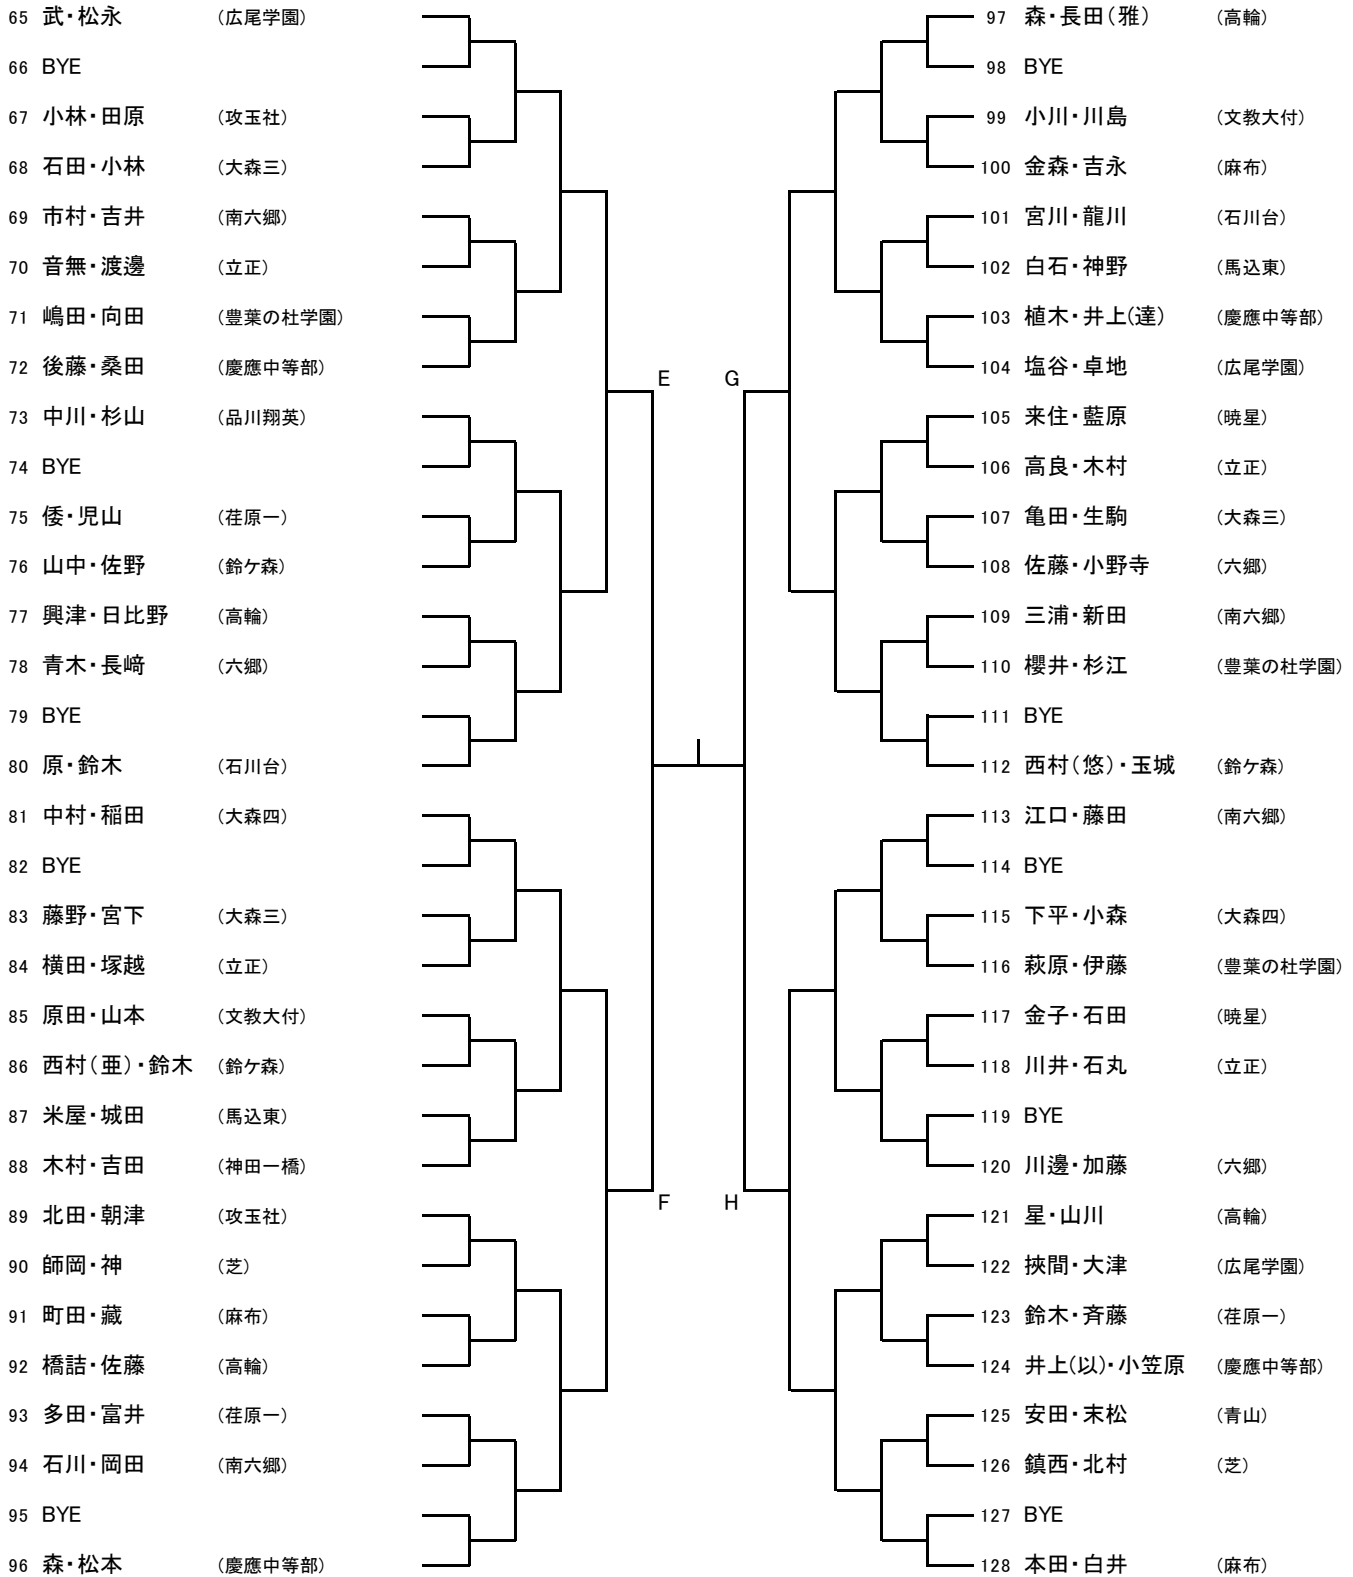 65 武・松永 （広尾学園）
66 BYE
67 小林・田原 （攻玉社）
68 石田・小林 （大森三）
69 市村・吉井 （南六郷）
70 音無・渡邊 （立正）
71 嶋田・向田 （豊葉の杜学園）
72 後藤・桑田 （慶應中等部）
73 中川・杉山 （品川翔英）
74 BYE
75 倭・児山 （荏原一）
76 山中・佐野 （鈴ケ森）
77 興津・日比野 （高輪）
78 青木・長﨑 （六郷）
79 BYE
80 原・鈴木 （石川台）
81 中村・稲田 （大森四）
82 BYE
83 藤野・宮下 （大森三）
84 横田・塚越 （立正）
85 原田・山本 （文教大付）
86 西村（亜）・鈴木 （鈴ケ森）
87 米屋・城田 （馬込東）
88 木村・吉田 （神田一橋）
89 北田・朝津 （攻玉社）
90 師岡・神 （芝）
91 町田・藏 （麻布）
92 橋詰・佐藤 （高輪）
93 多田・富井 （荏原一）
94 石川・岡田 （南六郷）
95 BYE
96 森・松本 （慶應中等部）
E
F
G
H
97 森・長田（雅） （高輪）
98 BYE
99 小川・川島 （文教大付）
100 金森・吉永 （麻布）
101 宮川・龍川 （石川台）
102 白石・神野 （馬込東）
103 植木・井上(達） （慶應中等部）
104 塩谷・卓地 （広尾学園）
105 来住・藍原 （暁星）
106 高良・木村 （立正）
107 亀田・生駒 （大森三）
108 佐藤・小野寺 （六郷）
109 三浦・新田 （南六郷）
110 櫻井・杉江 （豊葉の杜学園）
111 BYE
112 西村（悠）・玉城 （鈴ケ森）
113 江口・藤田 （南六郷）
114 BYE
115 下平・小森 （大森四）
116 萩原・伊藤 （豊葉の杜学園）
117 金子・石田 （暁星）
118 川井・石丸 （立正）
119 BYE
120 川邊・加藤 （六郷）
121 星・山川 （高輪）
122 挾間・大津 （広尾学園）
123 鈴木・斉藤 （荏原一）
124 井上(以)・小笠原 （慶應中等部）
125 安田・末松 （青山）
126 鎮西・北村 （芝）
127 BYE
128 本田・白井 （麻布）